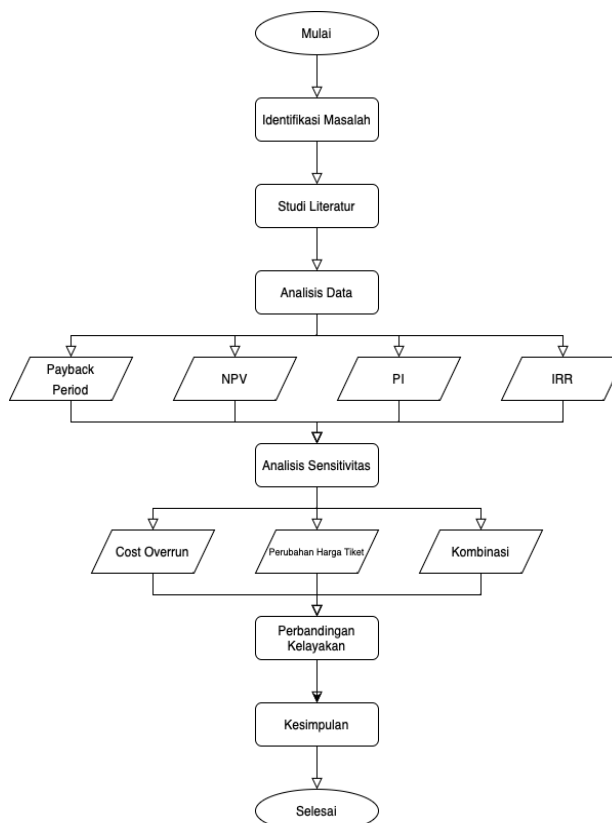 Mulai
Identifikasi Masalah
Studi Literatur
Analisis Data
Payback
Period
NPV
PI
IRR
Analisis Sensitivitas
Cost Overrun
Perubahan Harga Tiket
Kombinasi
Perbandingan
Kelayakan
Kesimpulan
Selesai